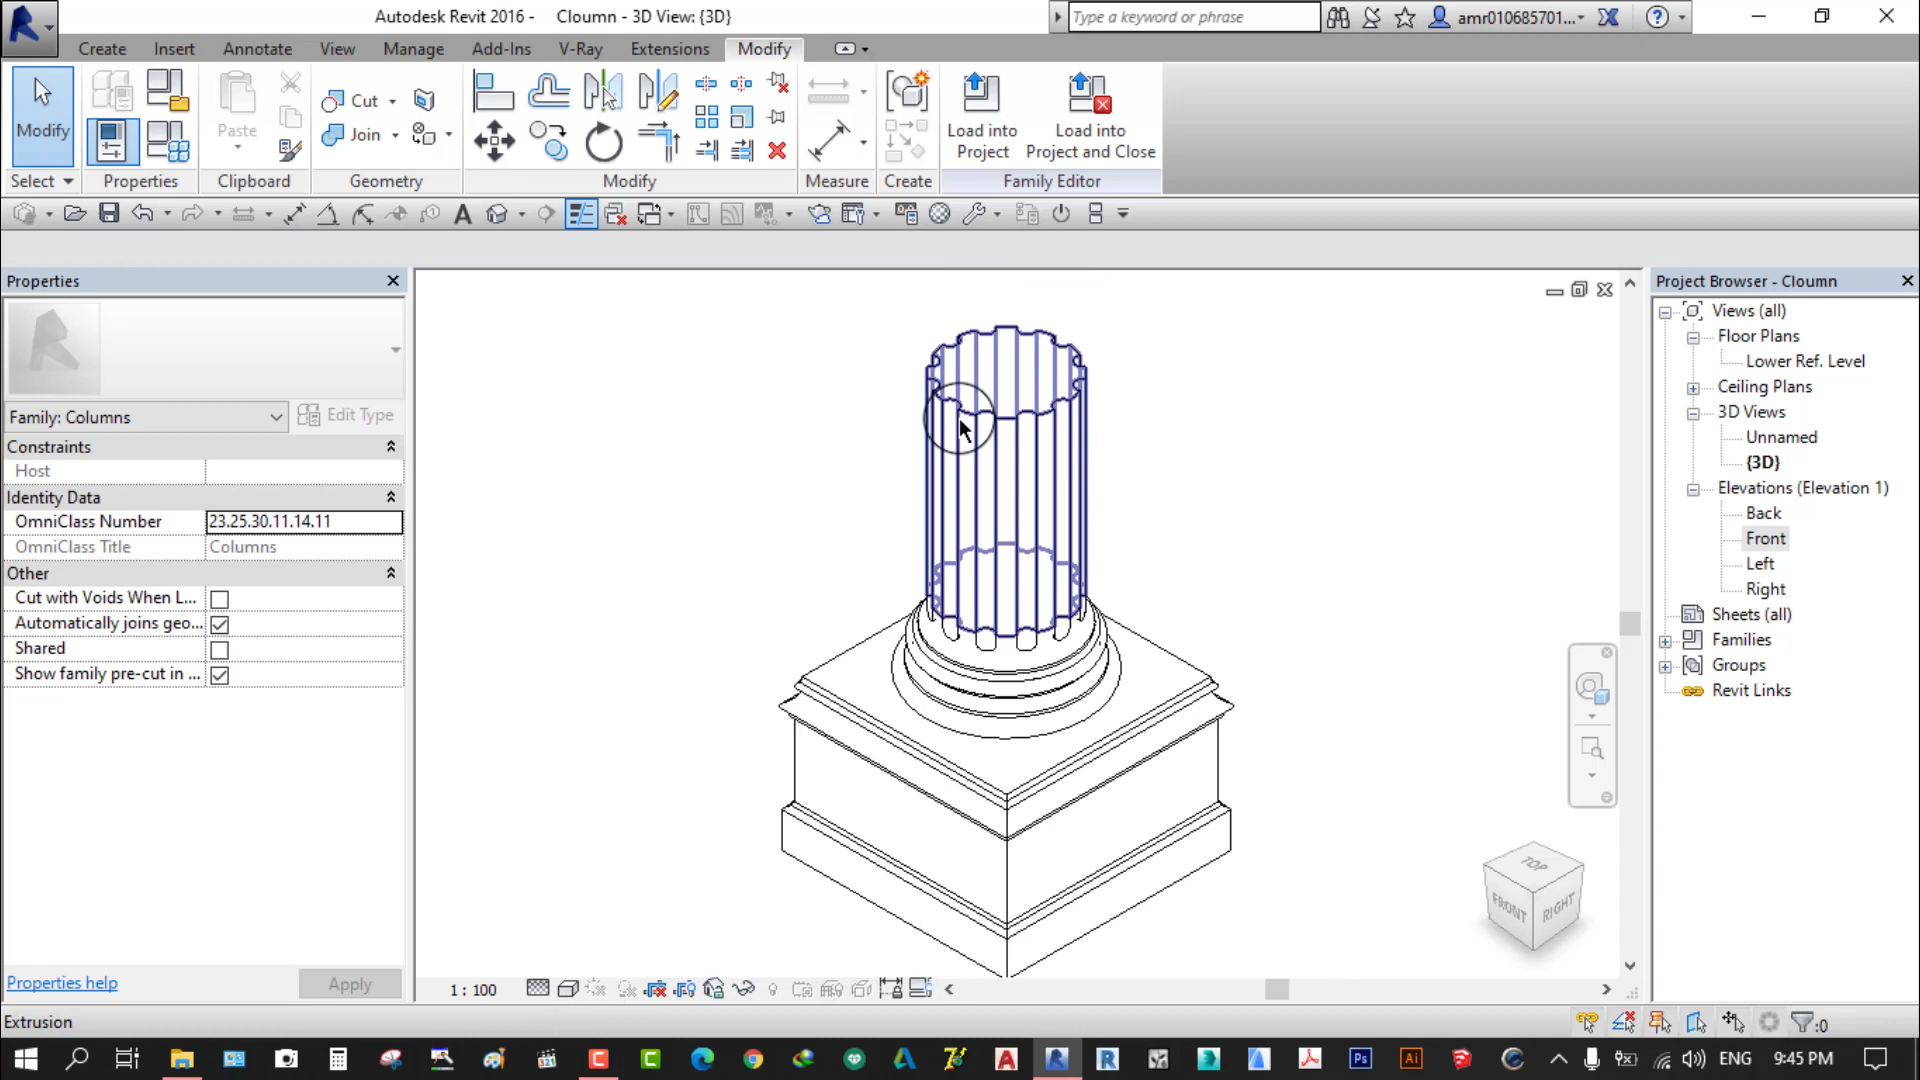 Autodesk Revit 2016 - Cloumn - 3D View: {3D}
Type a keyword or phrase
amr010685701...
Create Insert Annotate View Manage Add-Ins V-Ray Extensions Modify
Modify
Paste
Cut
Join
Load into Project
Load into Project and Close
Select Properties Clipboard Geometry Modify Measure Create Family Editor
Properties
Family: Columns
Edit Type
Constraints
Host
Identity Data
OmniClass Number 23.25.30.11.14.11
OmniClass Title Columns
Other
Cut with Voids When L...
Automatically joins geo...
Shared
Show family pre-cut in ...
Properties help
Apply
TOP
FRONT
RIGHT
1 : 100
Project Browser - Cloumn
Views (all)
Floor Plans
Lower Ref. Level
Ceiling Plans
3D Views
Unnamed
{3D}
Elevations (Elevation 1)
Back
Front
Left
Right
Sheets (all)
Families
Groups
Revit Links
Extrusion
:0
ENG 9:45 PM